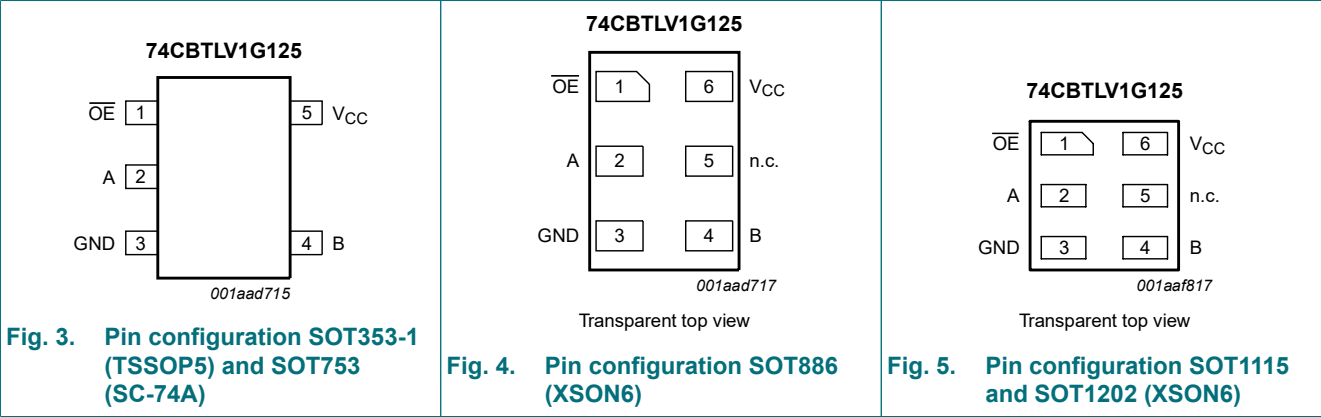 74CBTLV1G125
OE 1 5 VCC
A 2
GND 3 4 B
001aad715
Fig. 3. Pin configuration SOT353-1
(TSSOP5) and SOT753
(SC-74A)
74CBTLV1G125
OE 1 6 VCC
A 2 5 n.c.
GND 3 4 B
001aad717
Transparent top view
Fig. 4. Pin configuration SOT886
(XSON6)
74CBTLV1G125
OE 1 6 VCC
A 2 5 n.c.
GND 3 4 B
001aaf817
Transparent top view
Fig. 5. Pin configuration SOT1115
and SOT1202 (XSON6)